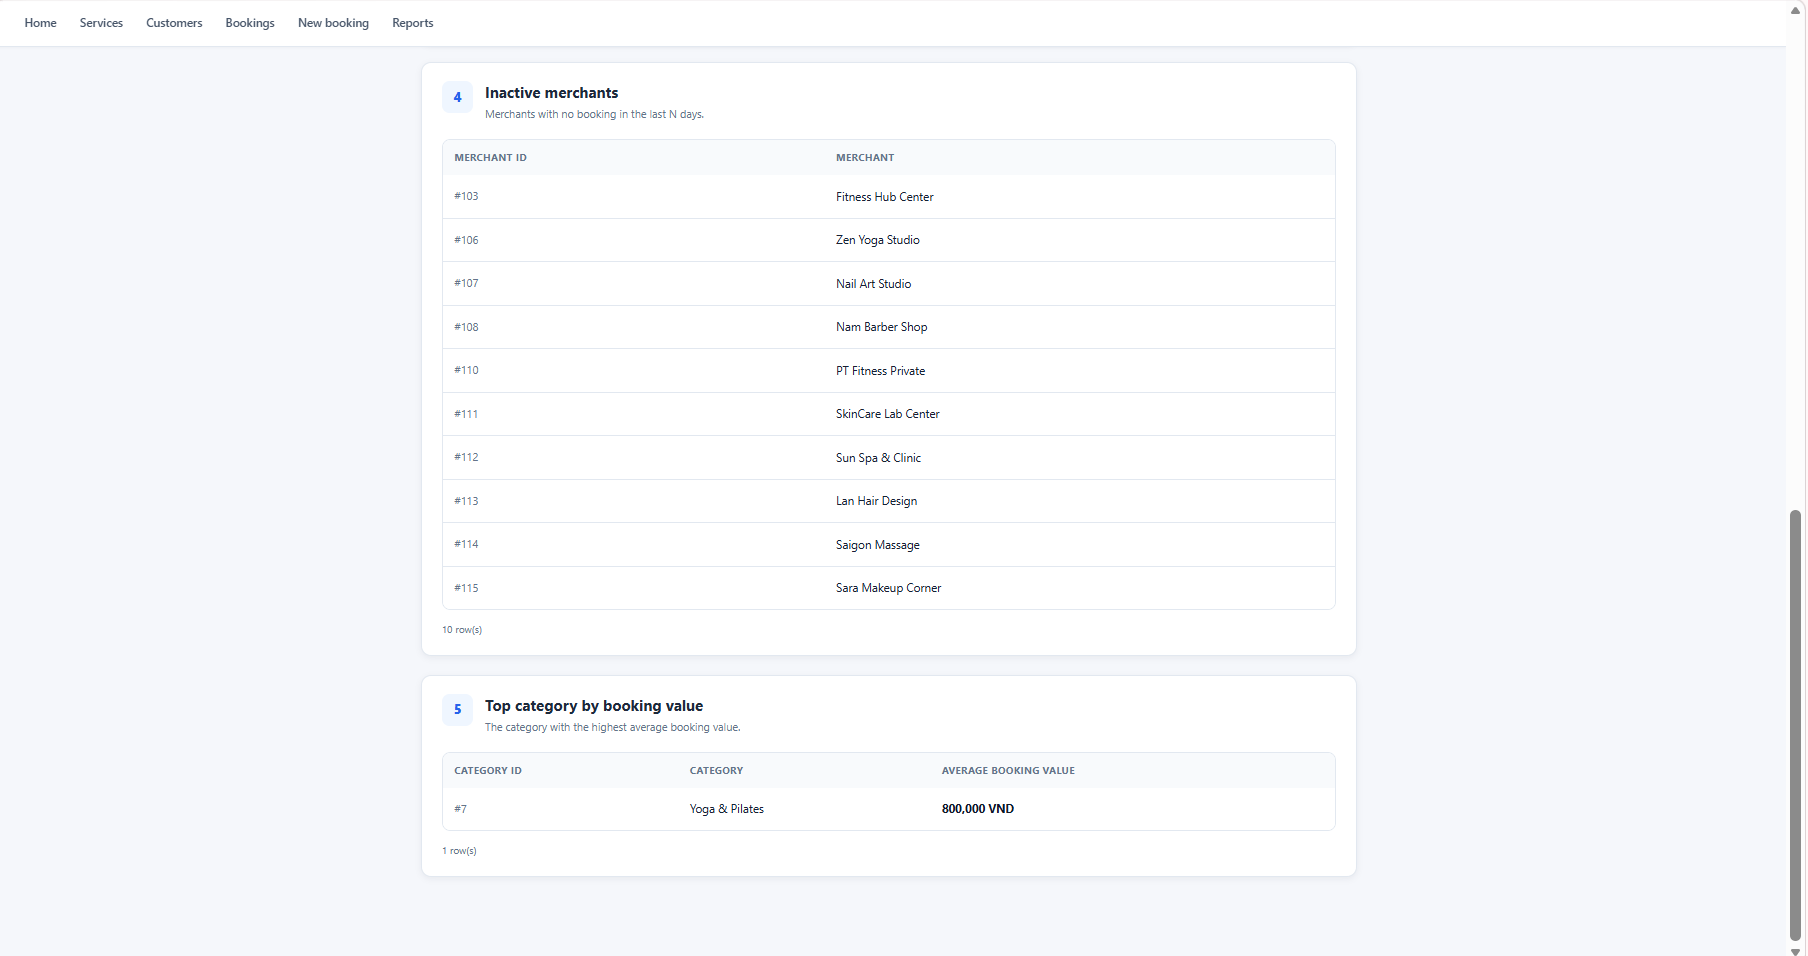 Home Services Customers Bookings New booking Reports
4 Inactive merchants
Merchants with no booking in the last N days.
MERCHANT ID MERCHANT
#103 Fitness Hub Center
#106 Zen Yoga Studio
#107 Nail Art Studio
#108 Nam Barber Shop
#110 PT Fitness Private
#111 SkinCare Lab Center
#112 Sun Spa & Clinic
#113 Lan Hair Design
#114 Saigon Massage
#115 Sara Makeup Corner
10 row(s)
5 Top category by booking value
The category with the highest average booking value.
CATEGORY ID CATEGORY AVERAGE BOOKING VALUE
#7 Yoga & Pilates 800,000 VND
1 row(s)